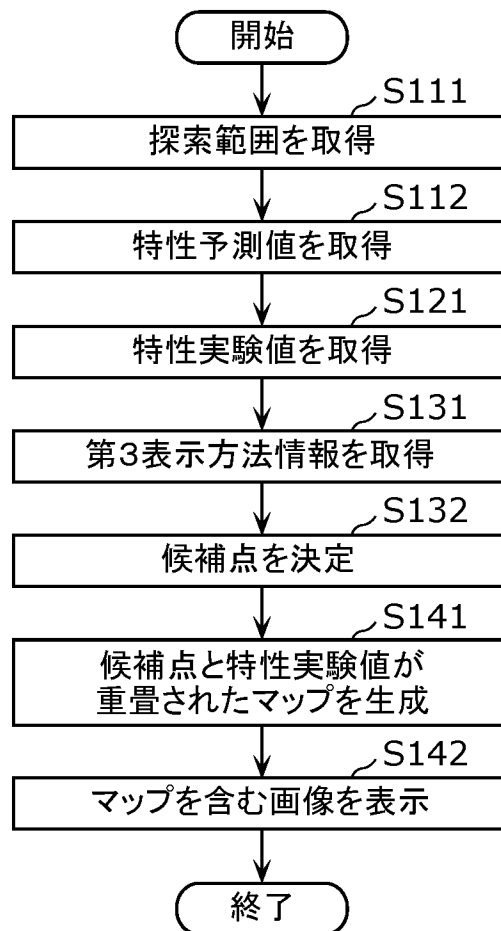 開始
S111
探索範囲を取得
S112
特性予測値を取得
S121
特性実験値を取得
S131
第3表示方法情報を取得
S132
候補点を決定
S141
候補点と特性実験値が
重畳されたマップを生成
S142
マップを含む画像を表示
終了